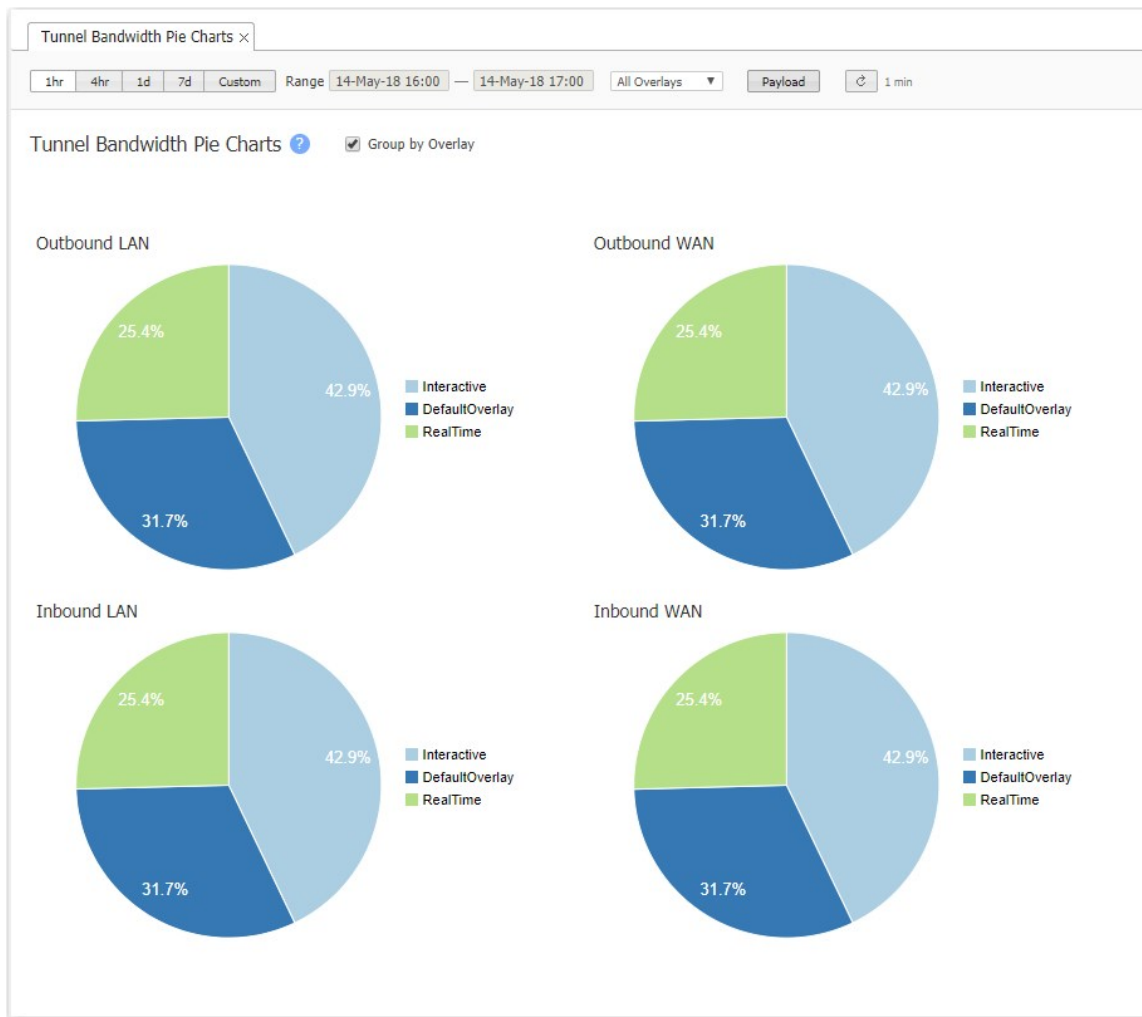 Tunnel Bandwidth Pie Charts ×
1hr 4hr 1d 7d Custom Range 14-May-18 16:00 — 14-May-18 17:00 All Overlays ▼ Payload 1 min
Tunnel Bandwidth Pie Charts ? Group by Overlay
Outbound LAN
25.4%
42.9%
31.7%
Interactive
DefaultOverlay
RealTime
Outbound WAN
25.4%
42.9%
31.7%
Interactive
DefaultOverlay
RealTime
Inbound LAN
25.4%
42.9%
31.7%
Interactive
DefaultOverlay
RealTime
Inbound WAN
25.4%
42.9%
31.7%
Interactive
DefaultOverlay
RealTime